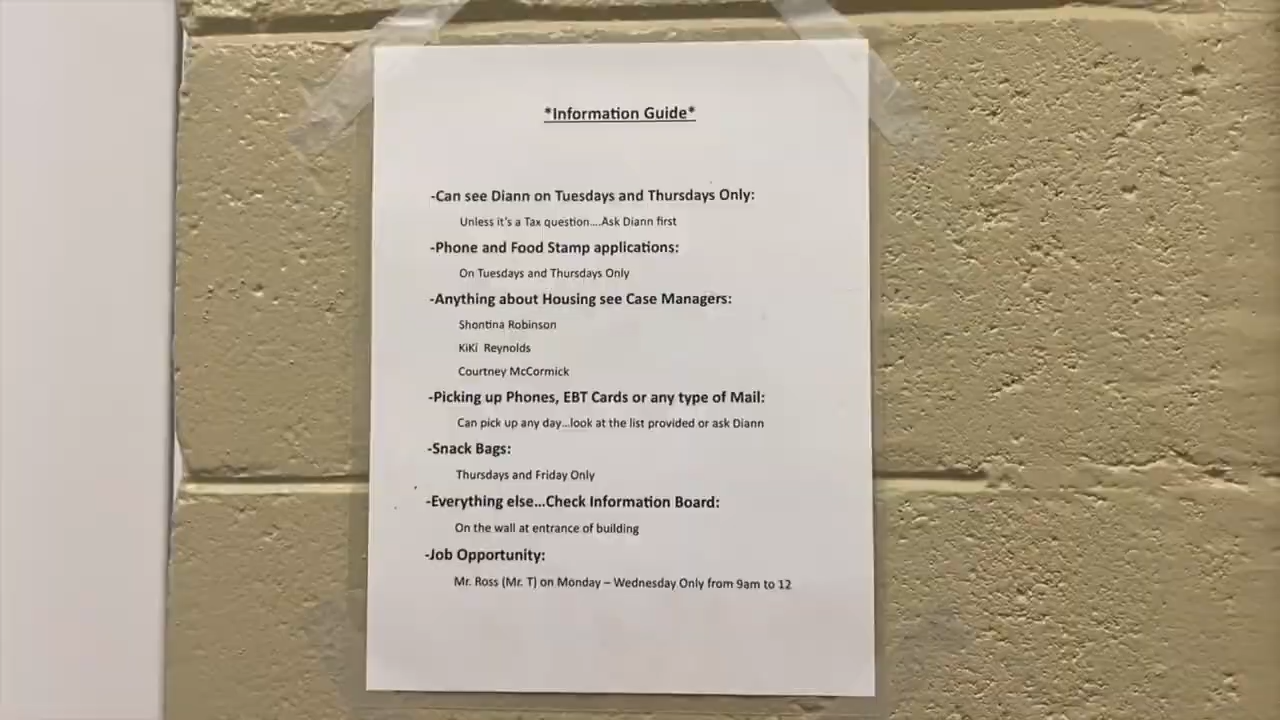 *Information Guide*
-Can see Diann on Tuesdays and Thursdays Only:
Unless it's a Tax question....Ask Diann first
-Phone and Food Stamp applications:
On Tuesdays and Thursdays Only
-Anything about Housing see Case Managers:
Shontina Robinson
KiKi Reynolds
Courtney McCormick
-Picking up Phones, EBT Cards or any type of Mail:
Can pick up any day...look at the list provided or ask Diann
-Snack Bags:
Thursdays and Friday Only
-Everything else...Check Information Board:
On the wall at entrance of building
-Job Opportunity:
Mr. Ross (Mr. T) on Monday – Wednesday Only from 9am to 12